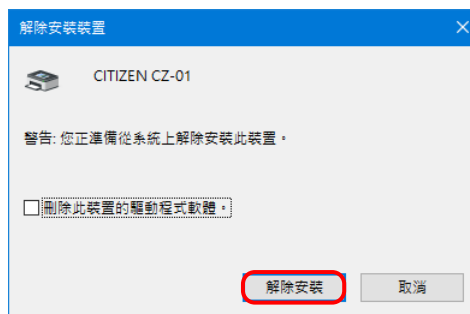 解除安裝裝置
CITIZEN CZ-01
警告: 您正準備從系統上解除安裝此裝置。
刪除此裝置的驅動程式軟體。
解除安裝 取消